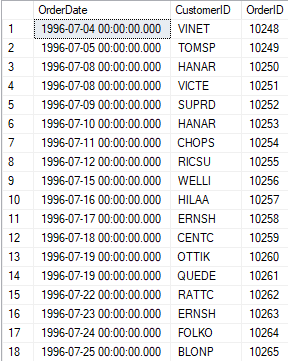 OrderDate CustomerID OrderID
1 1996-07-04 00:00:00.000 VINET 10248
2 1996-07-05 00:00:00.000 TOMSP 10249
3 1996-07-08 00:00:00.000 HANAR 10250
4 1996-07-08 00:00:00.000 VICTE 10251
5 1996-07-09 00:00:00.000 SUPRD 10252
6 1996-07-10 00:00:00.000 HANAR 10253
7 1996-07-11 00:00:00.000 CHOPS 10254
8 1996-07-12 00:00:00.000 RICSU 10255
9 1996-07-15 00:00:00.000 WELLI 10256
10 1996-07-16 00:00:00.000 HILAA 10257
11 1996-07-17 00:00:00.000 ERNSH 10258
12 1996-07-18 00:00:00.000 CENTC 10259
13 1996-07-19 00:00:00.000 OTTIK 10260
14 1996-07-19 00:00:00.000 QUEDE 10261
15 1996-07-22 00:00:00.000 RATTC 10262
16 1996-07-23 00:00:00.000 ERNSH 10263
17 1996-07-24 00:00:00.000 FOLKO 10264
18 1996-07-25 00:00:00.000 BLONP 10265